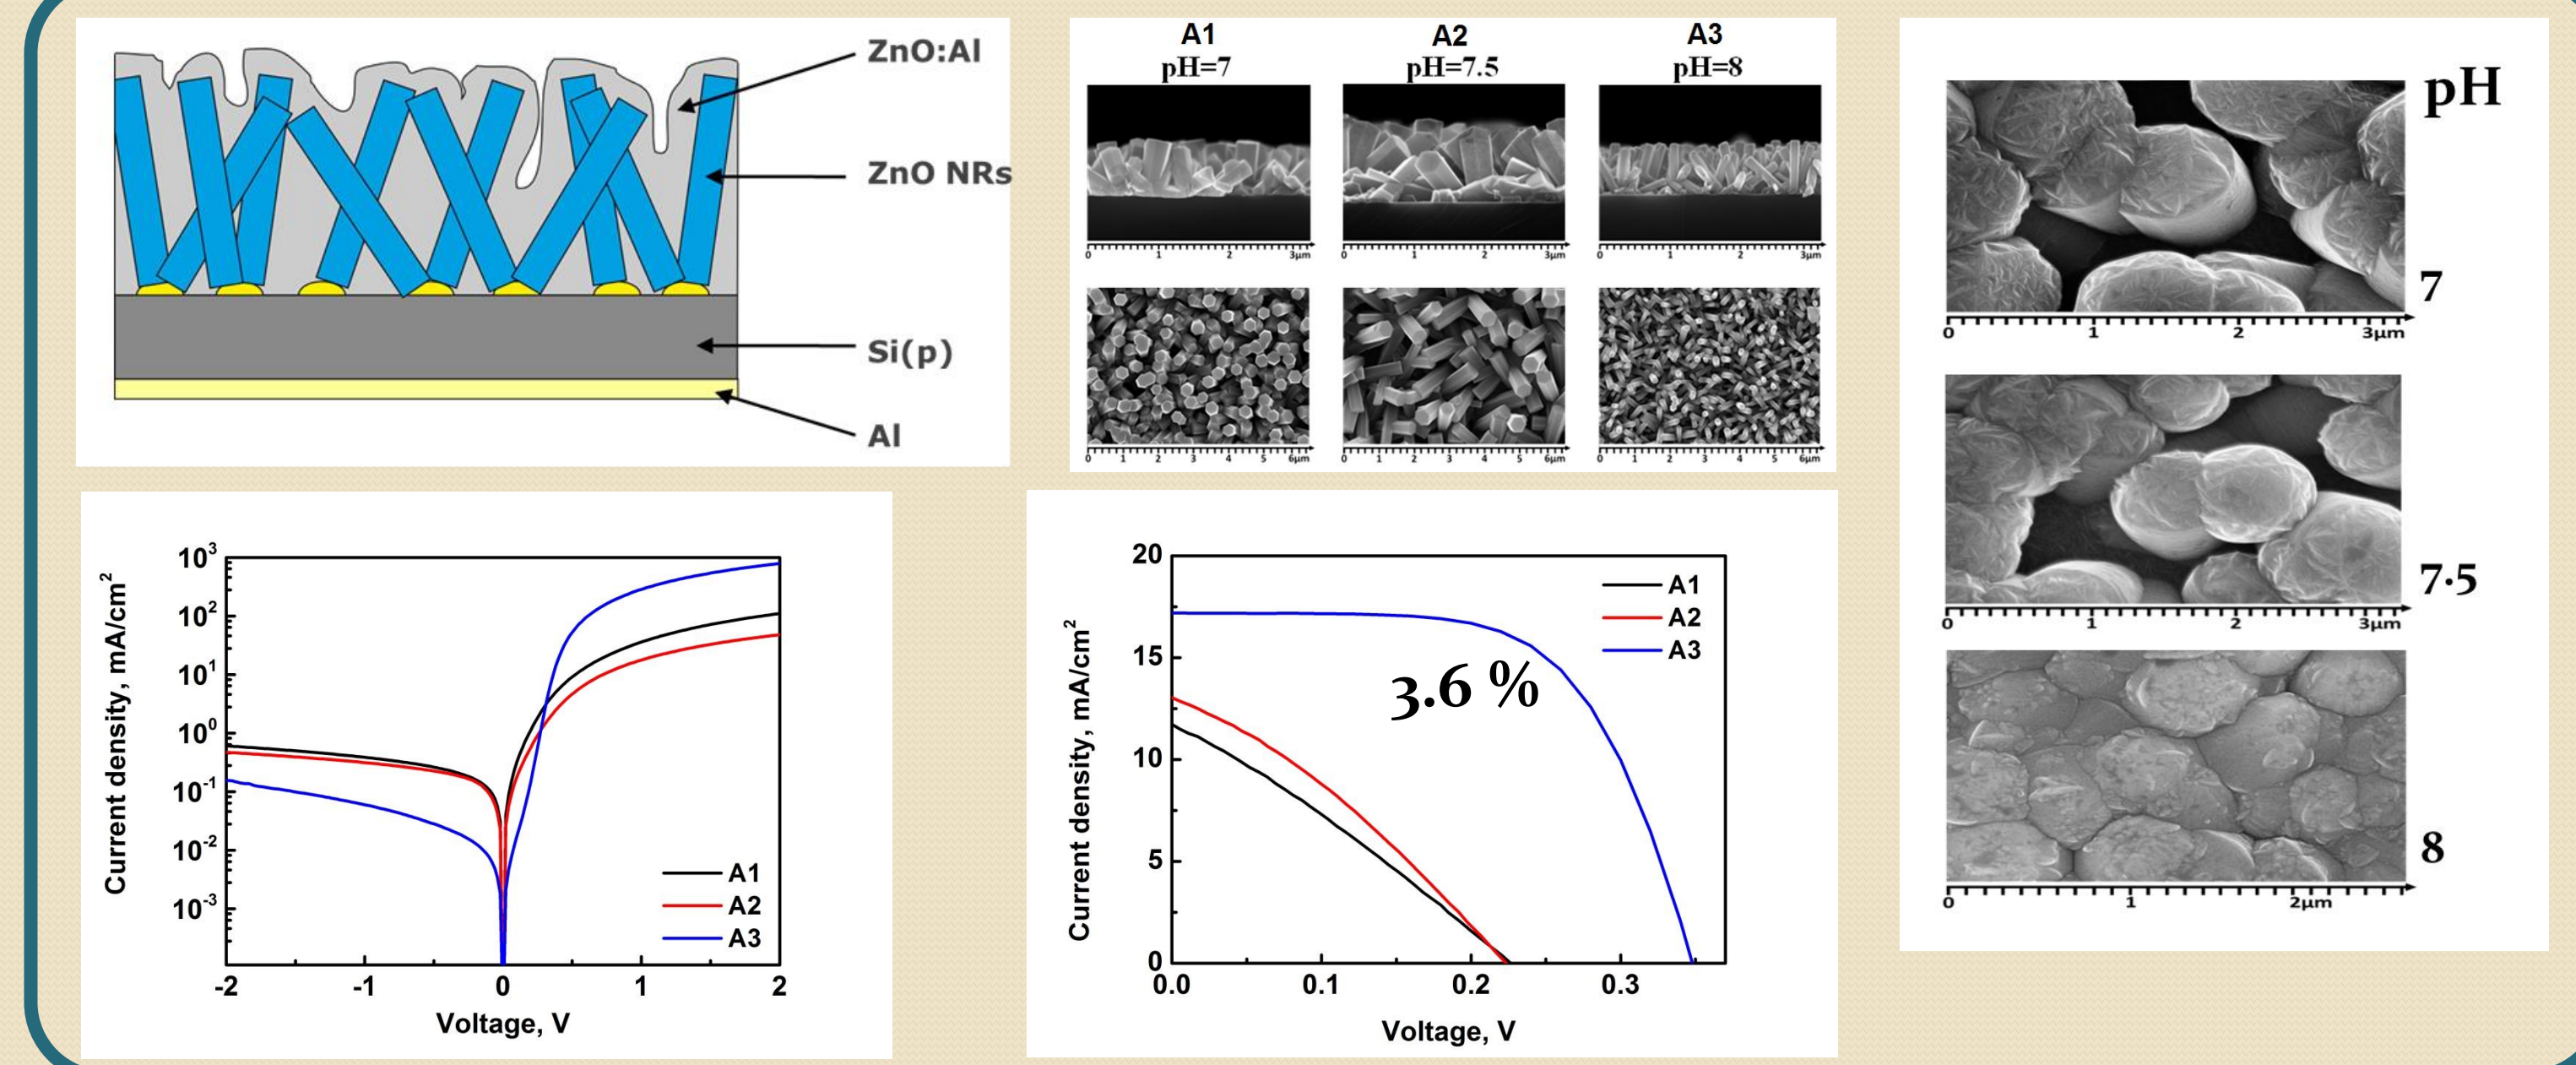 ZnO:Al
ZnO NRs
Si(p)
Al
A1 A2 A3
pH=7 pH=7.5 pH=8
0 1 2 3µm
0 1 2 3µm
0 1 2 3µm
0 1 2 3 4 5 6µm
0 1 2 3 4 5 6µm
0 1 2 3 4 5 6µm
pH
7
0 1 2 3µm
7.5
0 1 2 3µm
8
0 1 2µm
Current density, mA/cm²
10³
10²
10¹
10⁰
10⁻¹
10⁻²
10⁻³
A1
A2
A3
-2 -1 0 1 2
Voltage, V
Current density, mA/cm²
20
15
10
5
0
A1
A2
A3
3.6 %
0.0 0.1 0.2 0.3
Voltage, V